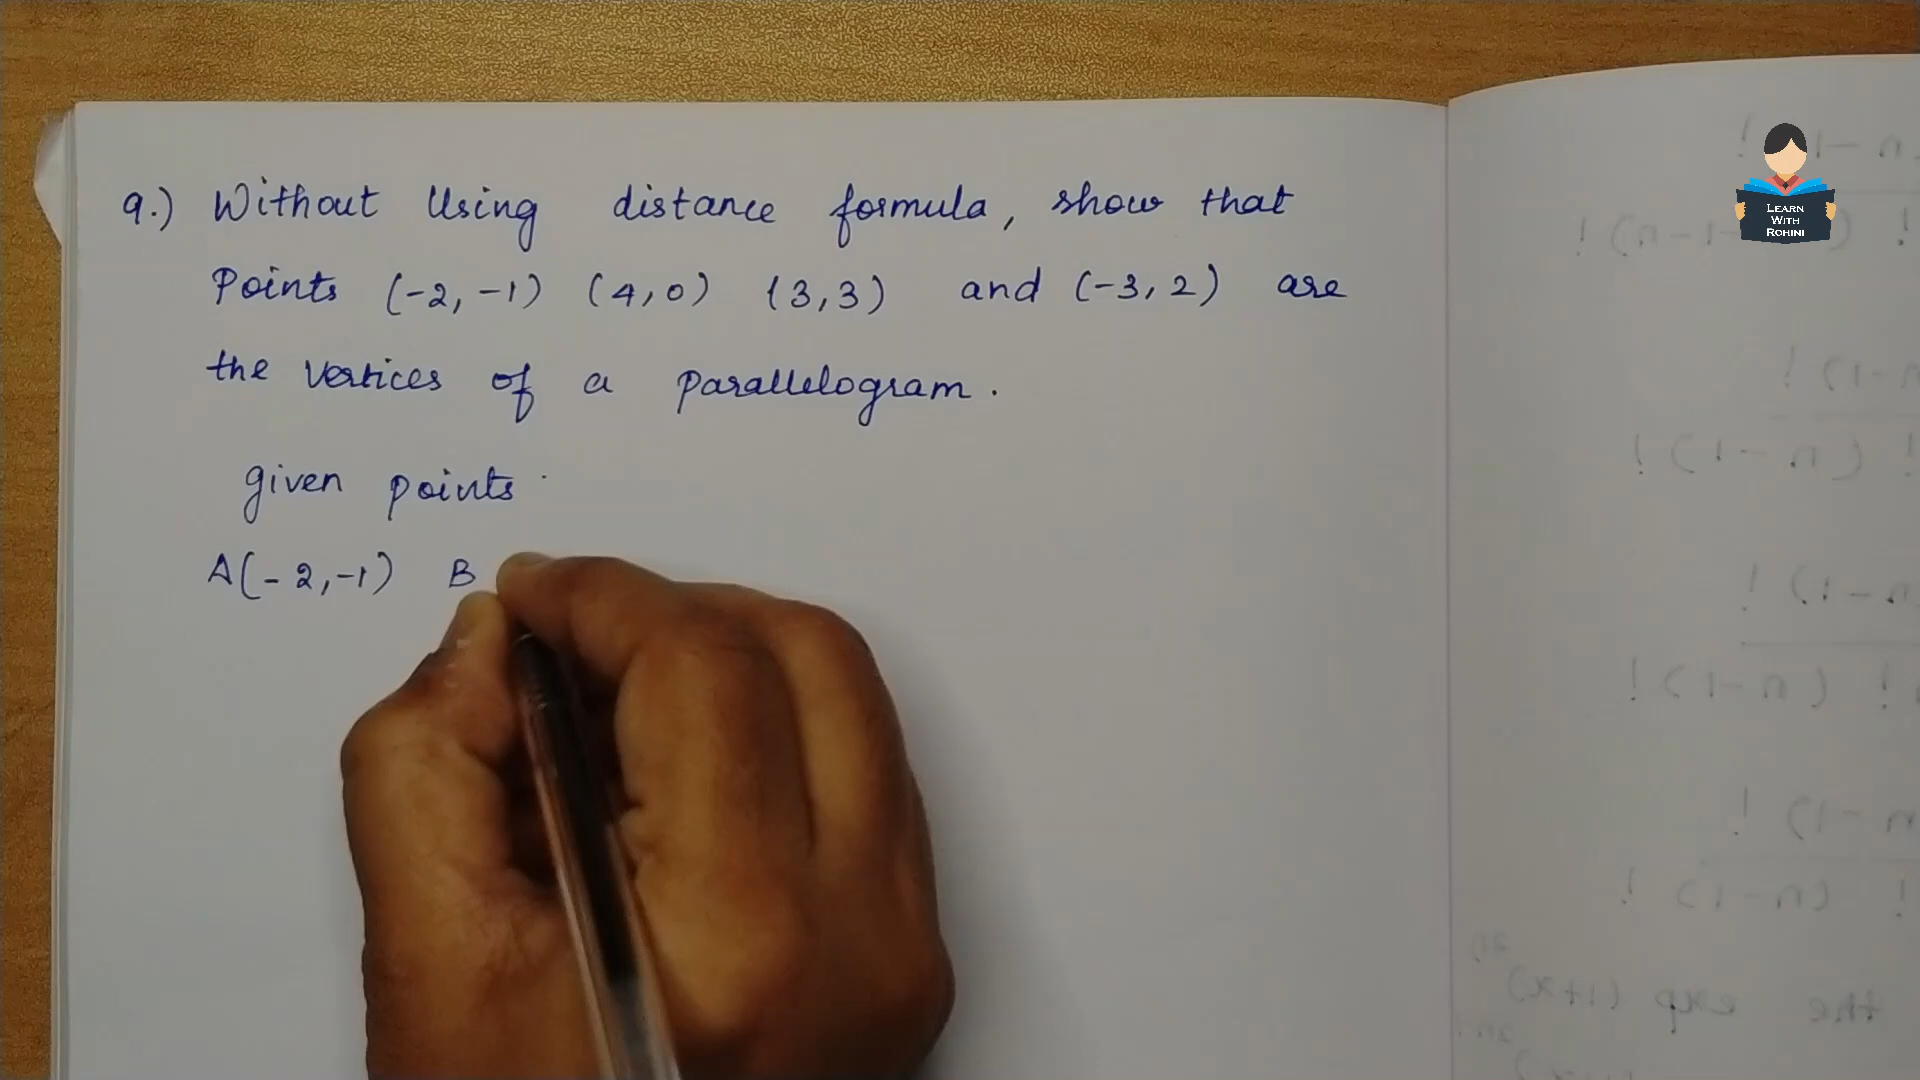 9.) Without Using distance formula, show that
Points (-2, -1) (4,0) (3,3) and (-3, 2) are
the vertices of a parallelogram.
given points
A(-2,-1) B
LEARN
WITH
ROHINI